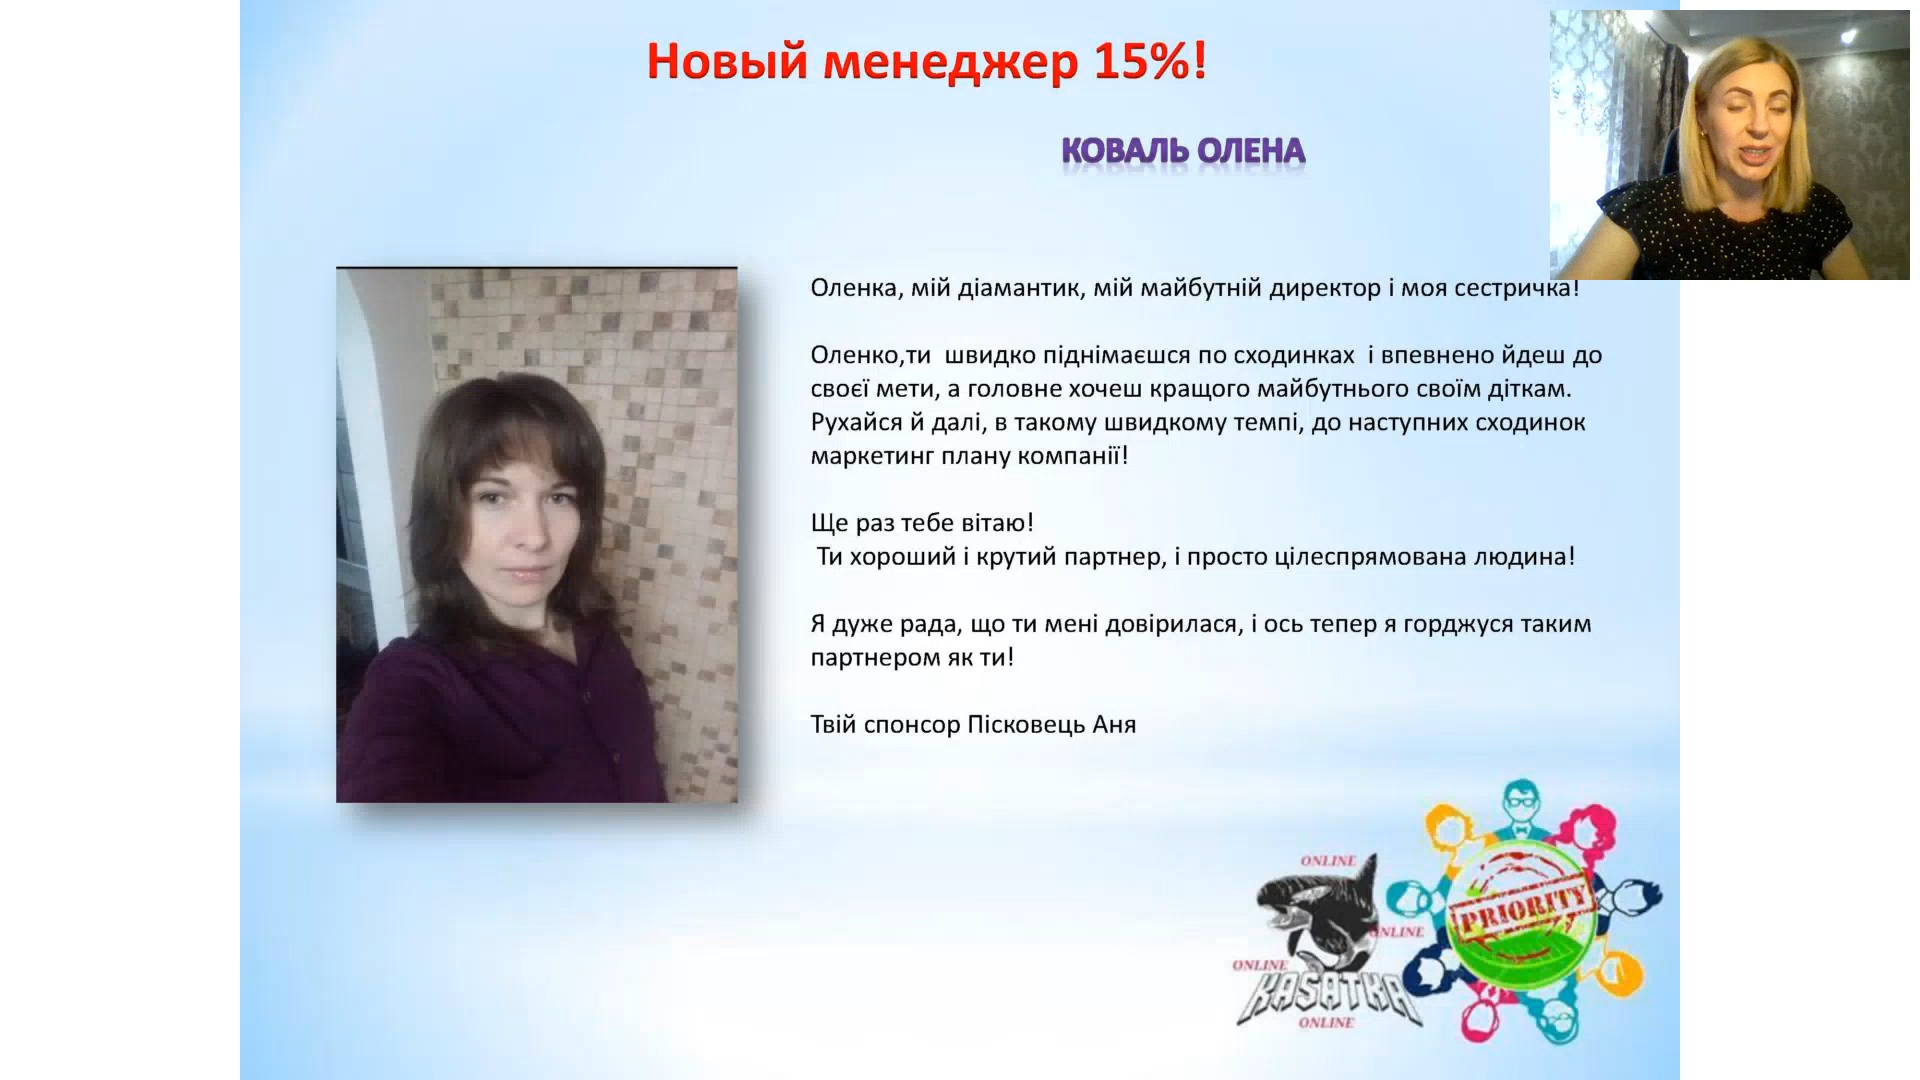 Новый менеджер 15%!
КОВАЛЬ ОЛЕНА
Оленка, мій діамантик, мій майбутній директор і моя сестричка!
Оленко,ти швидко піднімаєшся по сходинках і впевнено йдеш до
своєї мети, а головне хочеш кращого майбутнього своїм діткам.
Рухайся й далі, в такому швидкому темпі, до наступних сходинок
маркетинг плану компанії!
Ще раз тебе вітаю!
Ти хороший і крутий партнер, і просто цілеспрямована людина!
Я дуже рада, що ти мені довірилася, і ось тепер я горджуся таким
партнером як ти!
Твій спонсор Пісковець Аня
ONLINE
PRIORITY
ONLINE
ONLINE
KASATKA
ONLINE